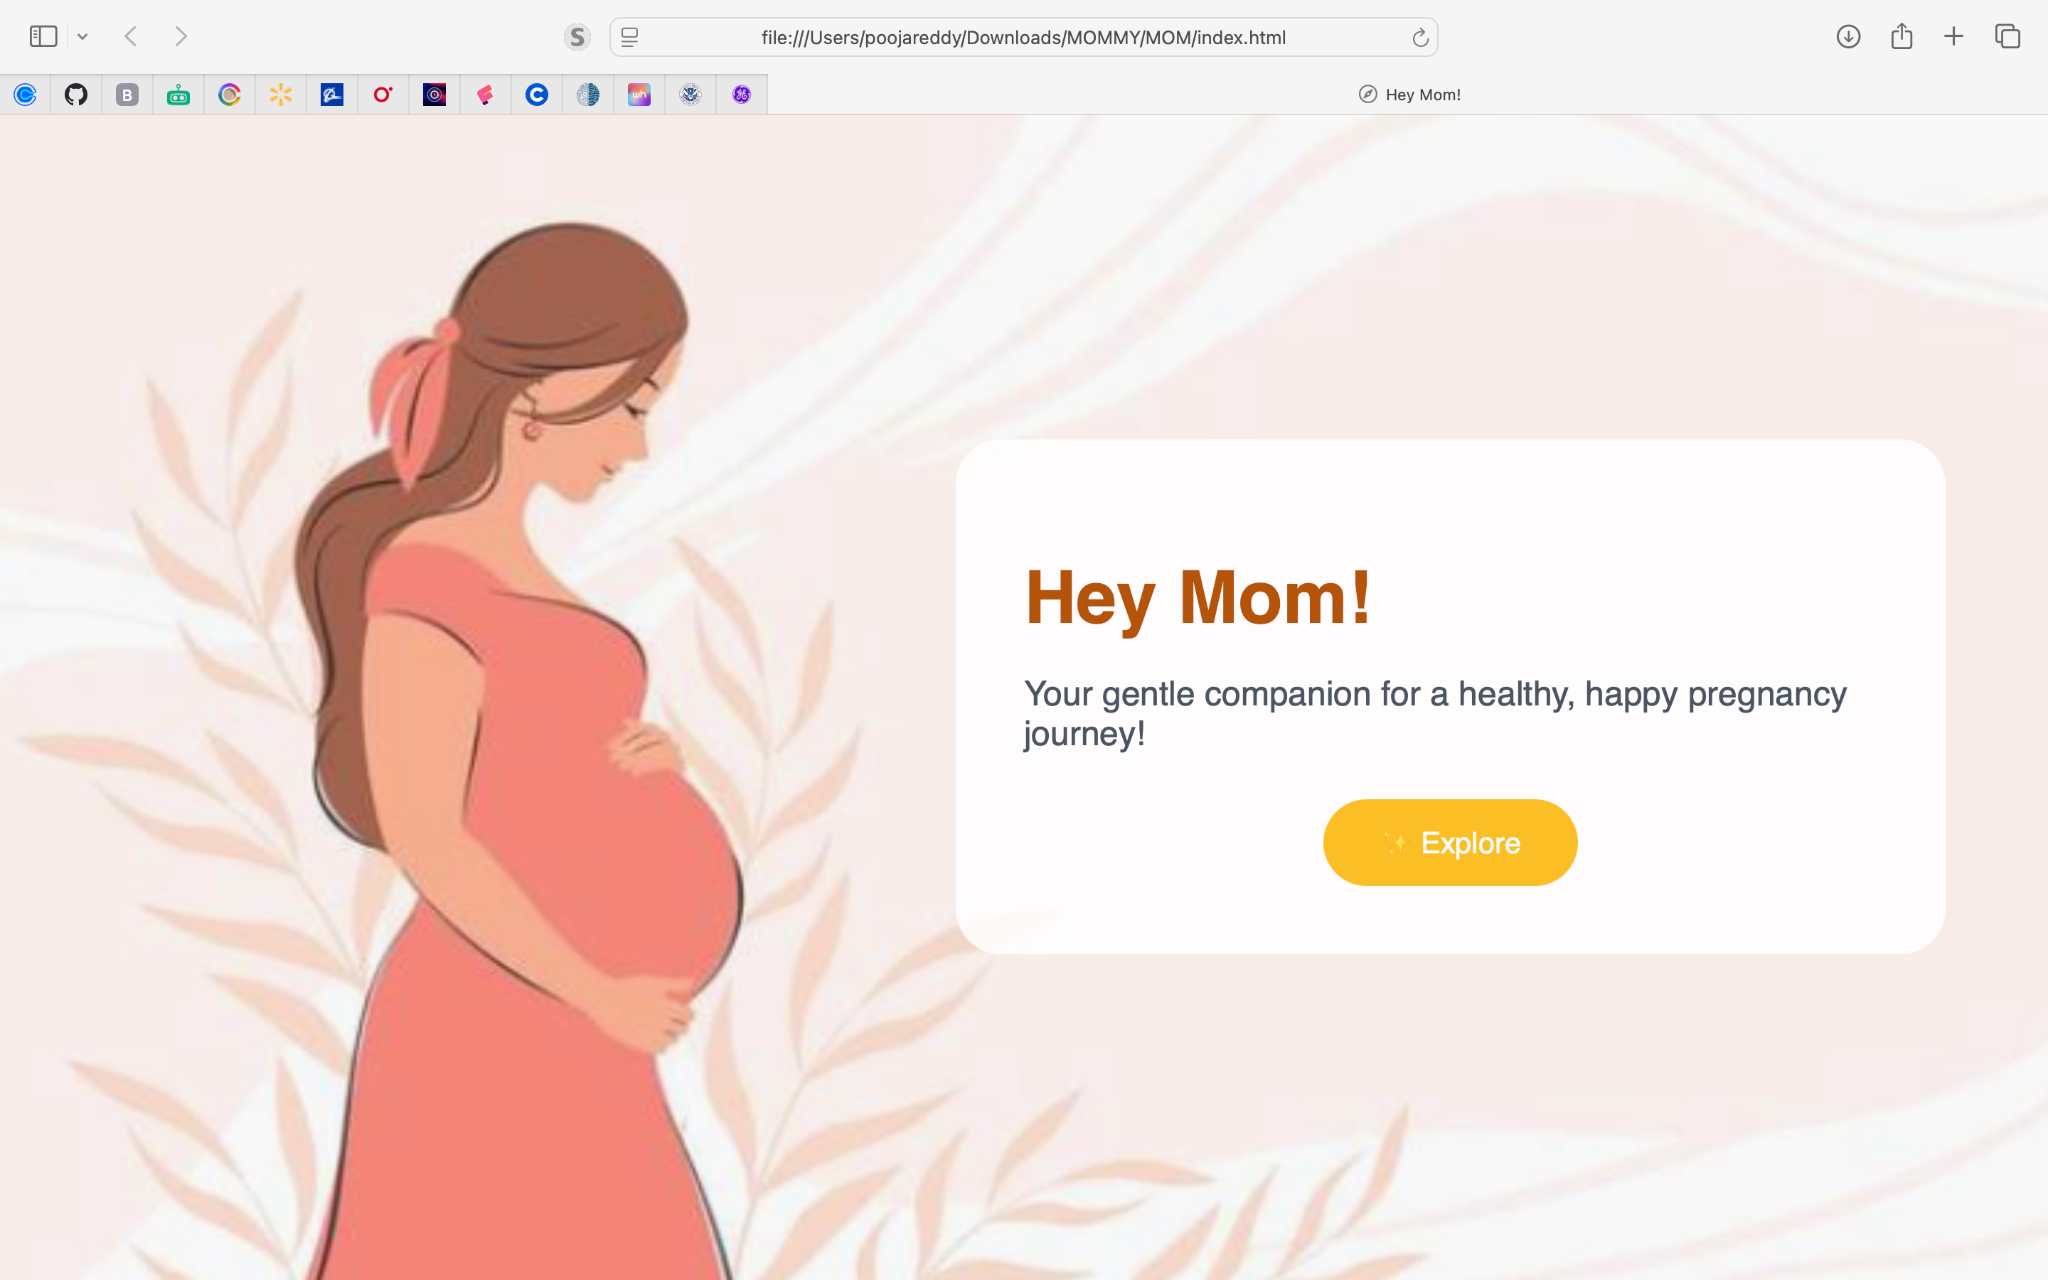 S
file:///Users/poojareddy/Downloads/MOMMY/MOM/index.html
B
wh
Hey Mom!
Hey Mom!
Your gentle companion for a healthy, happy pregnancy
journey!
✨ Explore